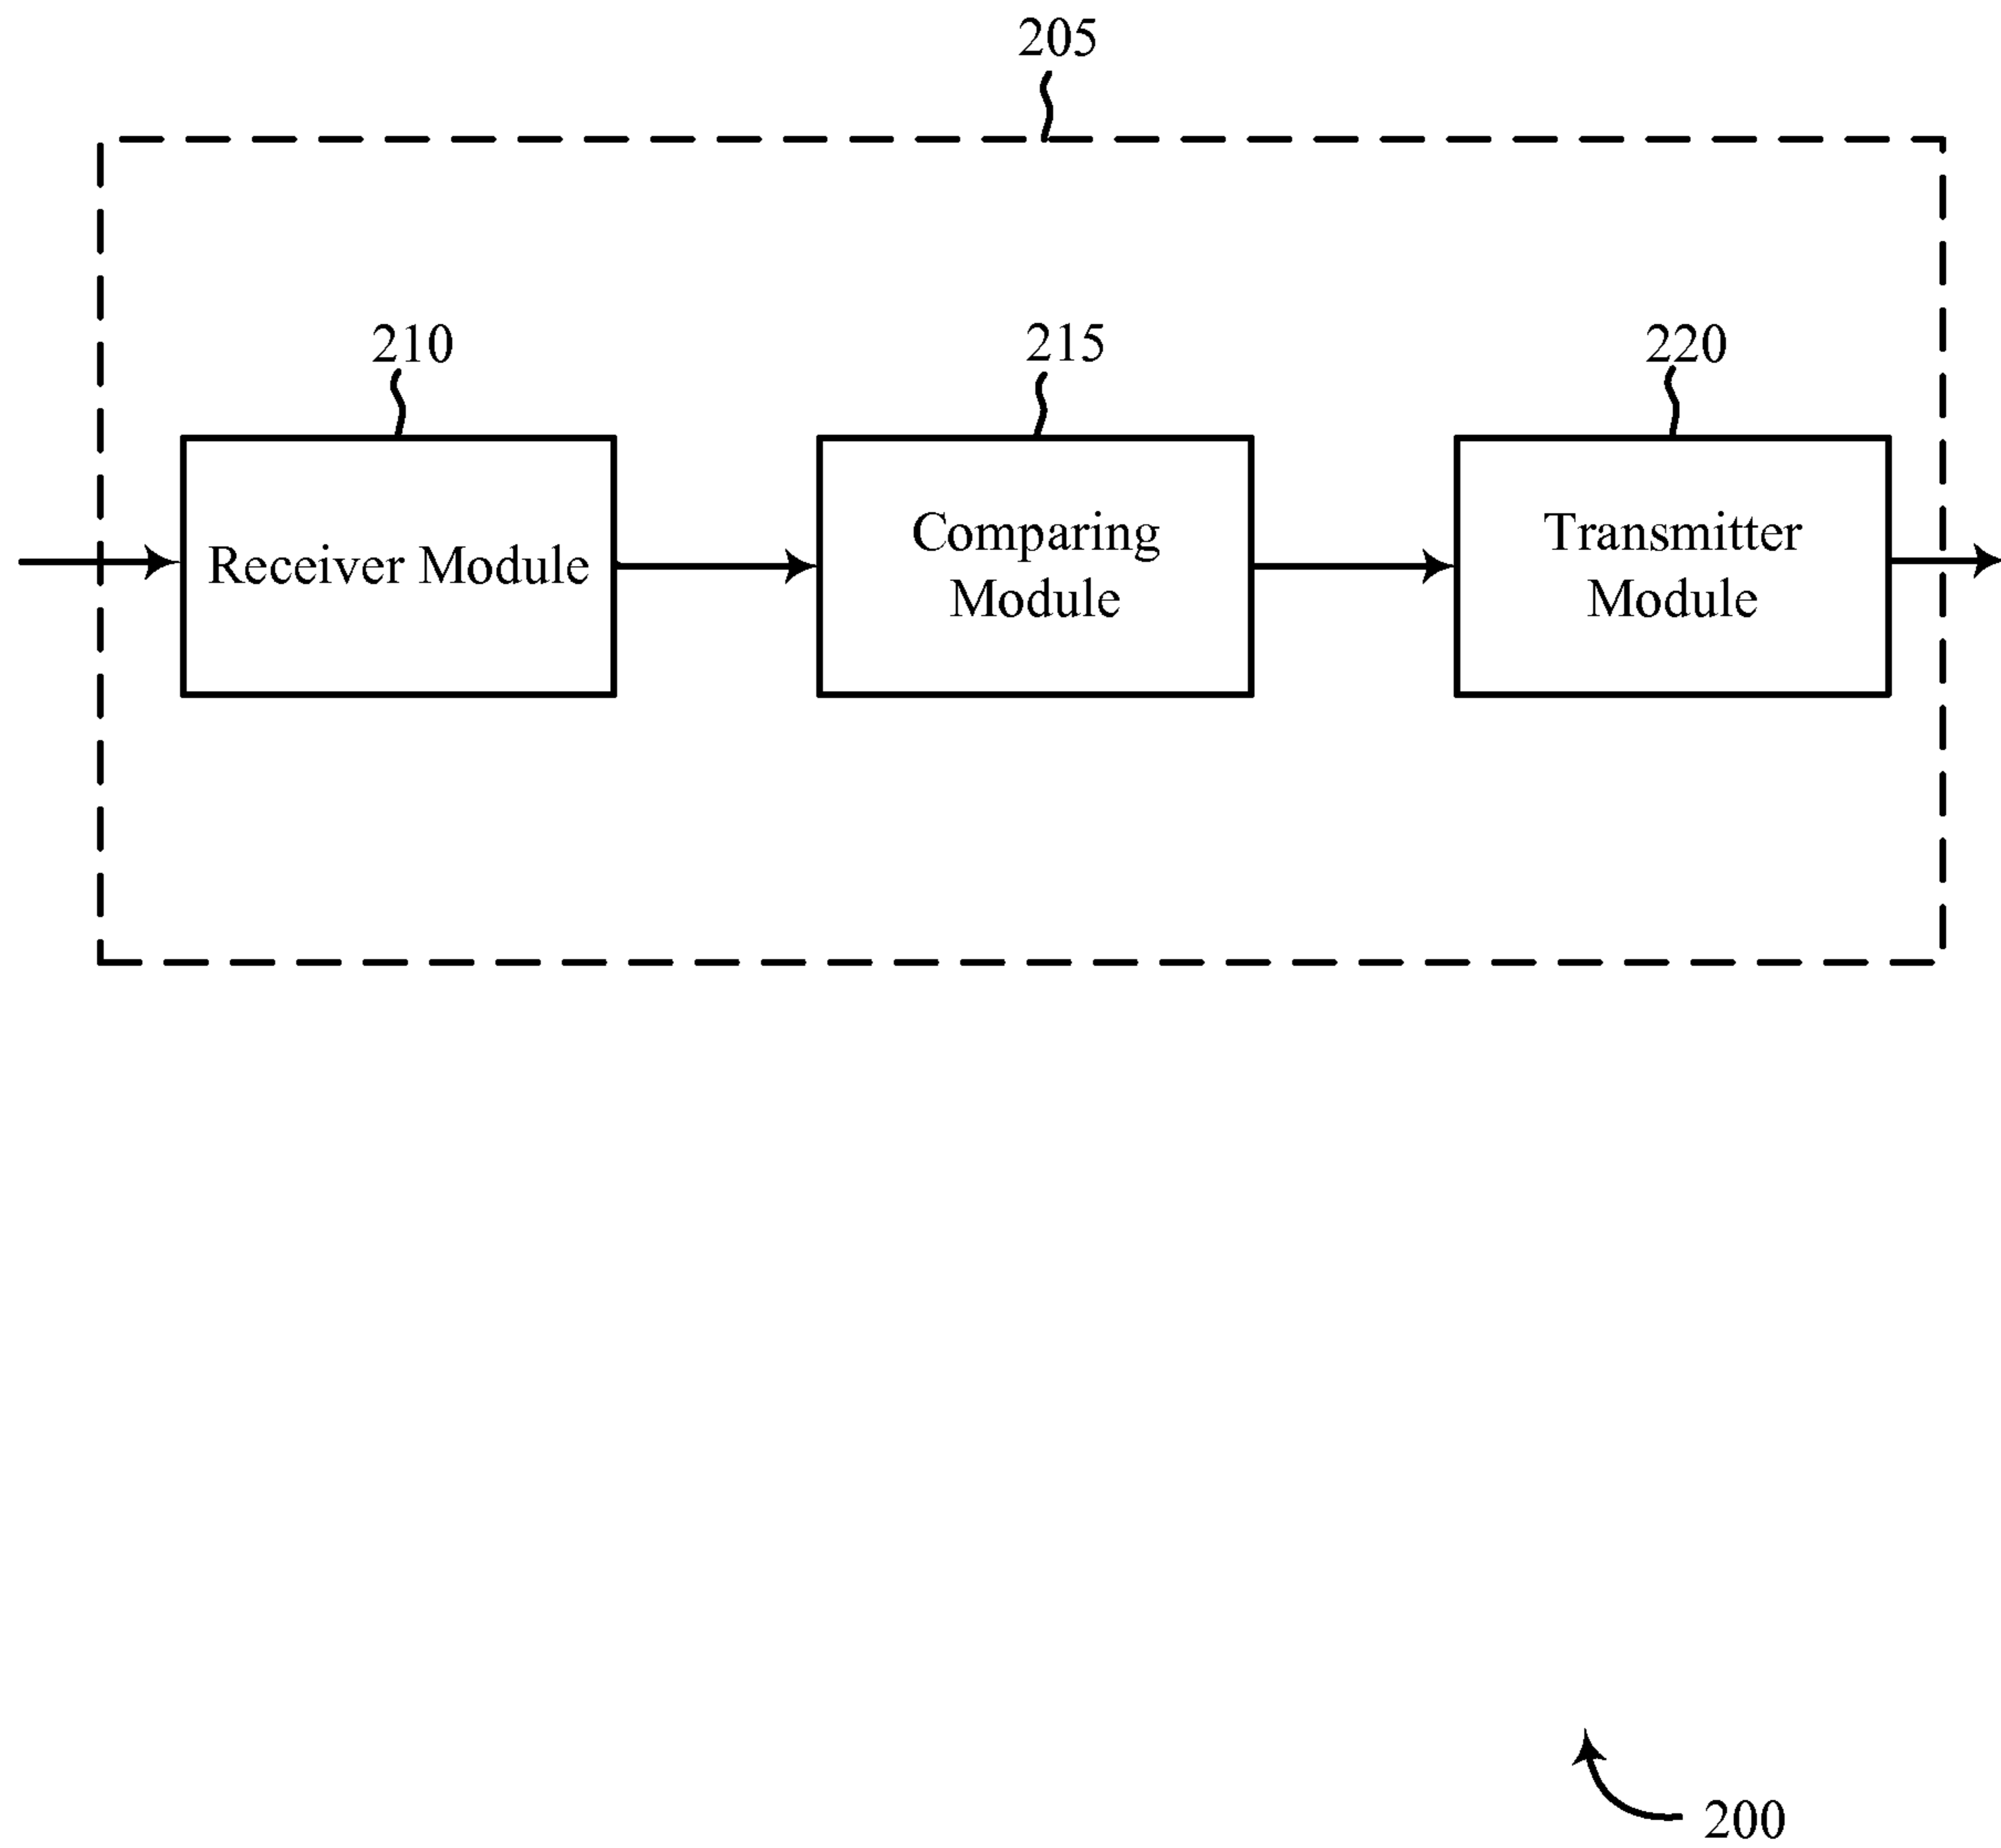 205
210
215
220
Receiver Module
Comparing
Module
Transmitter
Module
200